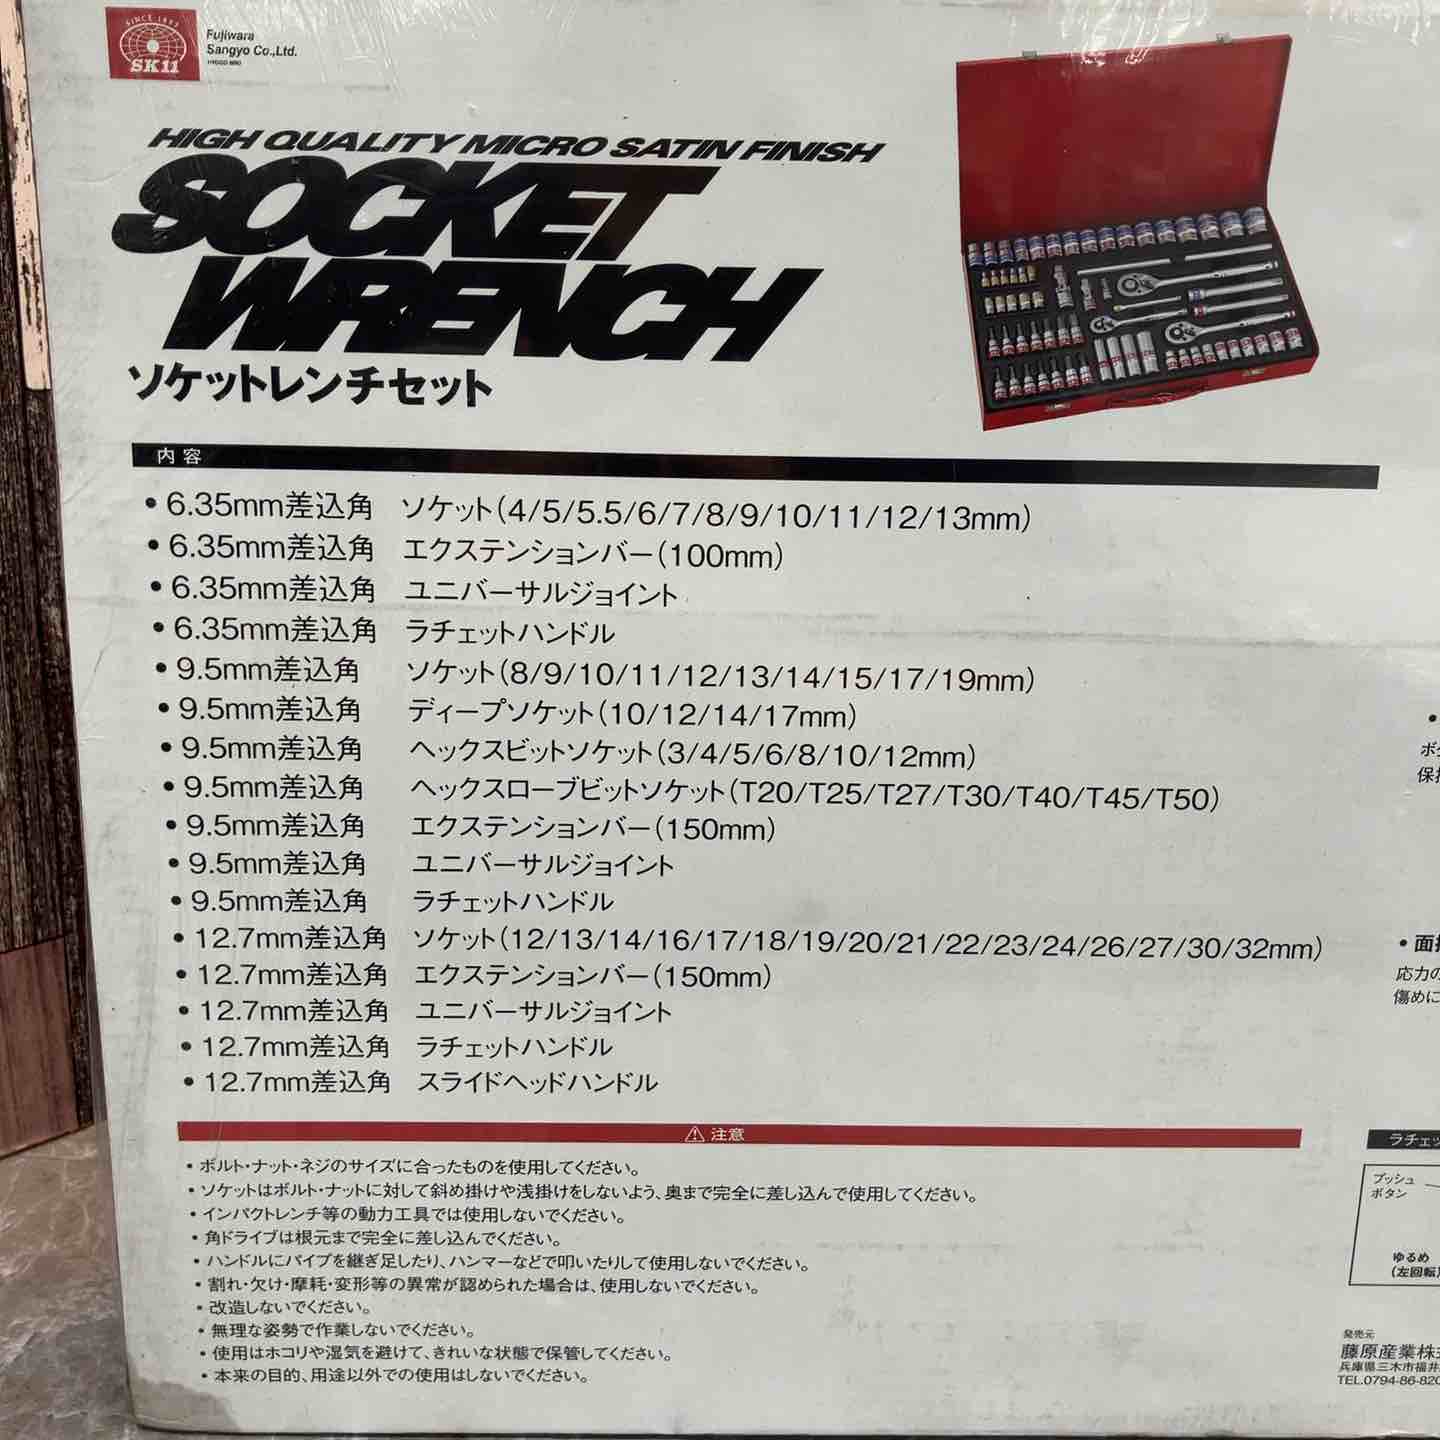 SINCE 1893
SK11
Fujiwara
Sangyo Co.,Ltd.
HIGH QUALITY MICRO SATIN FINISH
SOCKET
WRENCH
ソケットレンチセット
内容
• 6.35mm差込角 ソケット(4/5/5.5/6/7/8/9/10/11/12/13mm)
• 6.35mm差込角 エクステンションバー(100mm)
• 6.35mm差込角 ユニバーサルジョイント
• 6.35mm差込角 ラチェットハンドル
• 9.5mm差込角 ソケット(8/9/10/11/12/13/14/15/17/19mm)
• 9.5mm差込角 ディープソケット(10/12/14/17mm)
• 9.5mm差込角 ヘックスビットソケット(3/4/5/6/8/10/12mm)
• 9.5mm差込角 ヘックスローブビットソケット(T20/T25/T27/T30/T40/T45/T50)
• 9.5mm差込角 エクステンションバー(150mm)
• 9.5mm差込角 ユニバーサルジョイント
• 9.5mm差込角 ラチェットハンドル
• 12.7mm差込角 ソケット(12/13/14/16/17/18/19/20/21/22/23/24/26/27/30/32mm)
• 12.7mm差込角 エクステンションバー(150mm)
• 12.7mm差込角 ユニバーサルジョイント
• 12.7mm差込角 ラチェットハンドル
• 12.7mm差込角 スライドヘッドハンドル
⚠ 注意
• ボルト・ナット・ネジのサイズに合ったものを使用してください。
• ソケットはボルト・ナットに対して斜め掛けや浅掛けをしないよう、奥まで完全に差し込んで使用してください。
• インパクトレンチ等の動力工具では使用しないでください。
• 角ドライブは根元まで完全に差し込んでください。
• ハンドルにパイプを継ぎ足したり、ハンマーなどで叩いたりして使用しないでください。
• 割れ・欠け・摩耗・変形等の異常が認められた場合は、使用しないでください。
• 改造しないでください。
• 無理な姿勢で作業しないでください。
• 使用はホコリや湿気を避けて、きれいな状態で保管してください。
• 本来の目的、用途以外での使用はしないでください。
• 面
応力の
傷めに
ラチェッ
プッシュ
ボタン
ゆるめ
(左回転)
発売元
藤原産業株
兵庫県三木市福井
TEL.0794-86-820